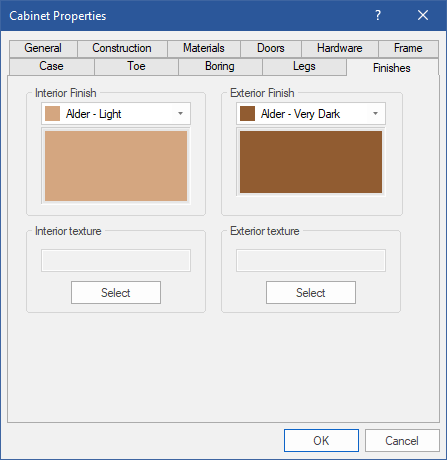 Cabinet Properties ? ×
General Construction Materials Doors Hardware Frame
Case Toe Boring Legs Finishes
Interior Finish Exterior Finish
Alder - Light Alder - Very Dark
Interior texture Exterior texture
Select Select
OK Cancel